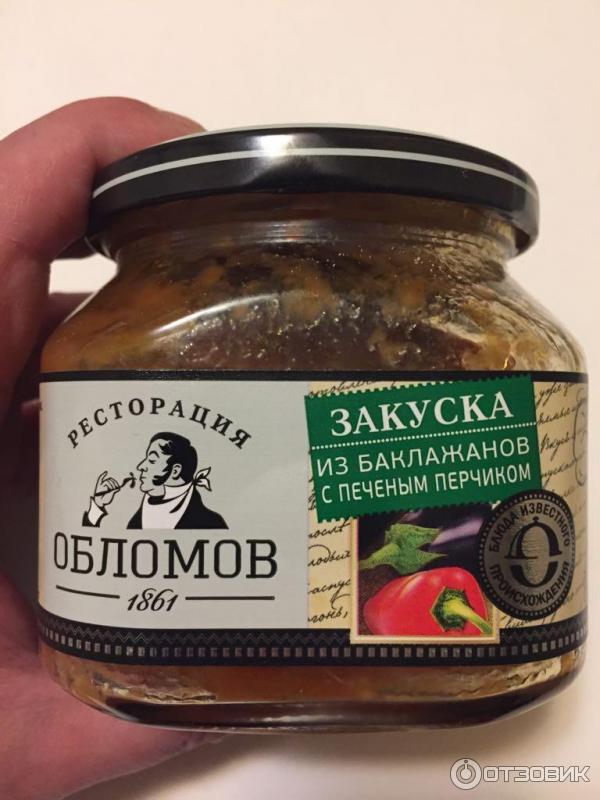 РЕСТОРАЦИЯ
ОБЛОМОВ
1861
ЗАКУСКА
ИЗ БАКЛАЖАНОВ
С ПЕЧЕНЫМ ПЕРЧИКОМ
БЛЮДА ИЗВЕСТНОГО
ПРОИСХОЖДЕНИЯ
ОТЗОВИК